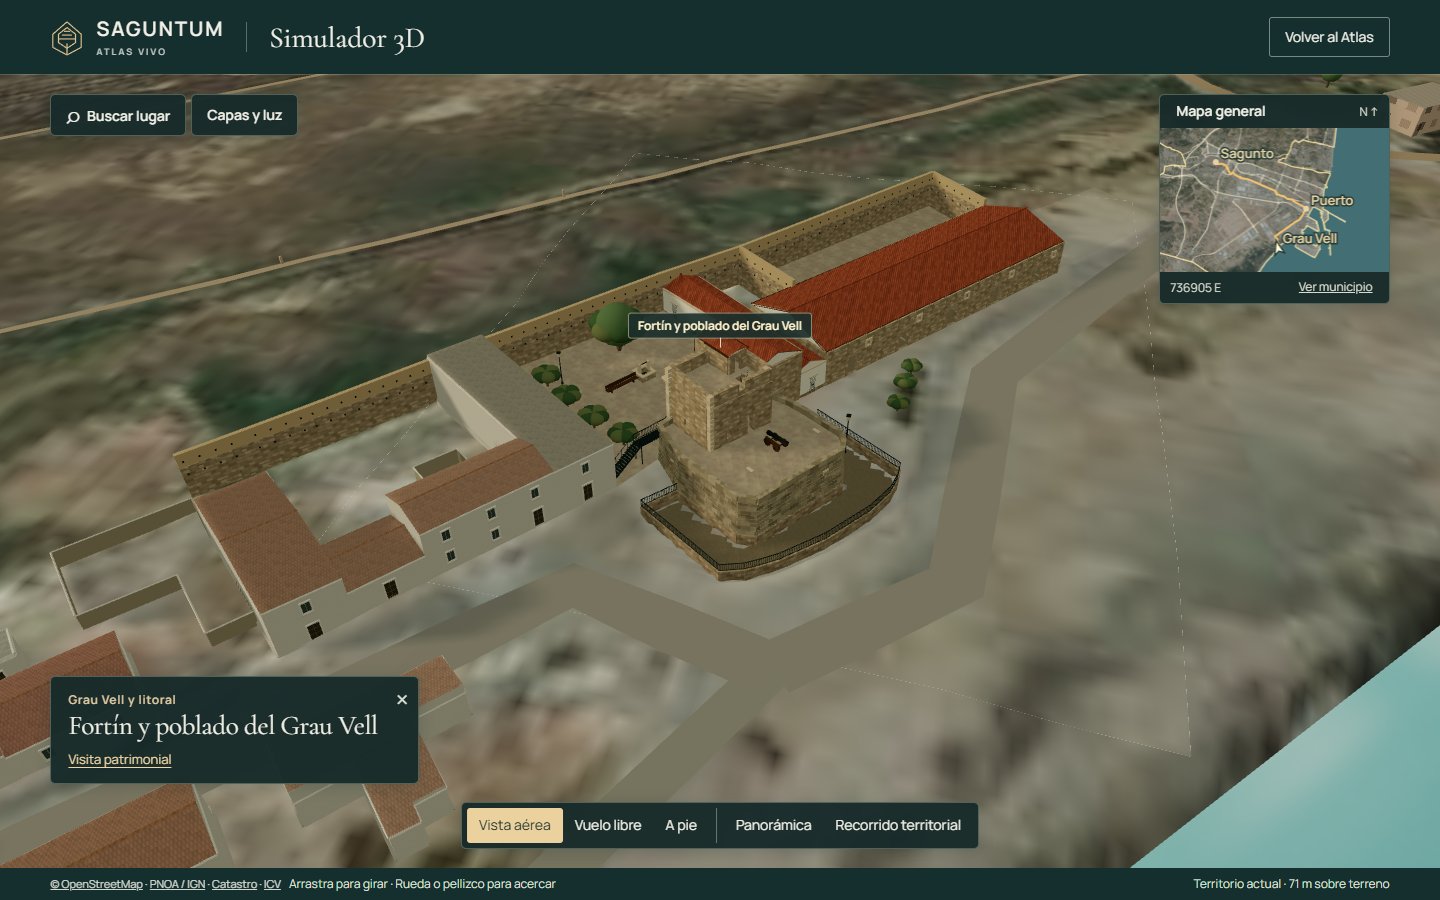 SAGUNTUM
ATLAS VIVO
Simulador 3D
Volver al Atlas
Buscar lugar
Capas y luz
Mapa general
N↑
Sagunto
Puerto
Grau Vell
736905 E
Ver municipio
Fortín y poblado del Grau Vell
Grau Vell y litoral
Fortín y poblado del Grau Vell
Visita patrimonial
Vista aérea
Vuelo libre
A pie
Panorámica
Recorrido territorial
© OpenStreetMap · PNOA / IGN · Catastro · ICV
Arrastra para girar · Rueda o pellizco para acercar
Territorio actual · 71 m sobre terreno